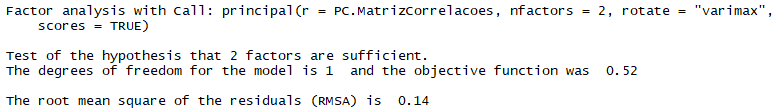 Factor analysis with Call: principal(r = PC.MatrizCorrelacoes, nfactors = 2, rotate = "varimax",
    scores = TRUE)

Test of the hypothesis that 2 factors are sufficient.
The degrees of freedom for the model is 1  and the objective function was  0.52

The root mean square of the residuals (RMSA) is  0.14